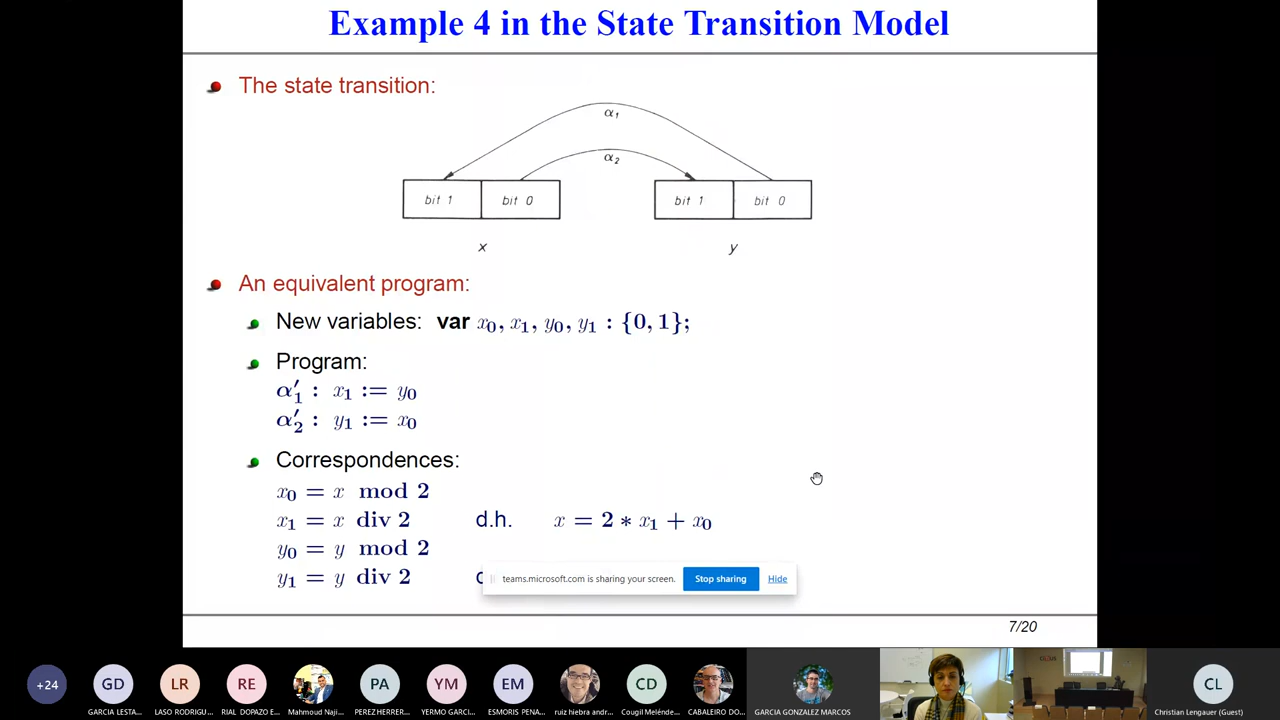 Example 4 in the State Transition Model
The state transition:
α₁
α₂
bit 1 bit 0 bit 1 bit 0
x y
An equivalent program:
New variables: var x₀, x₁, y₀, y₁ : {0, 1};
Program:
α′₁ : x₁ := y₀
α′₂ : y₁ := x₀
Correspondences:
x₀ = x mod 2
x₁ = x div 2 d.h. x = 2 * x₁ + x₀
y₀ = y mod 2
y₁ = y div 2
teams.microsoft.com is sharing your screen. Stop sharing Hide
7/20
+24 GD LR RE PA YM EM CD CL
GARCIA LESTA... LASO RODRIGU... RIAL DOPAZO E... Mahmoud Naji... PEREZ HERRER... YERMO GARCI... ESMORIS PENA... ruiz hiebra andr... Cougil Meléndez... CABALEIRO DO... GARCIA GONZALEZ MARCOS Christian Lengauer (Guest)